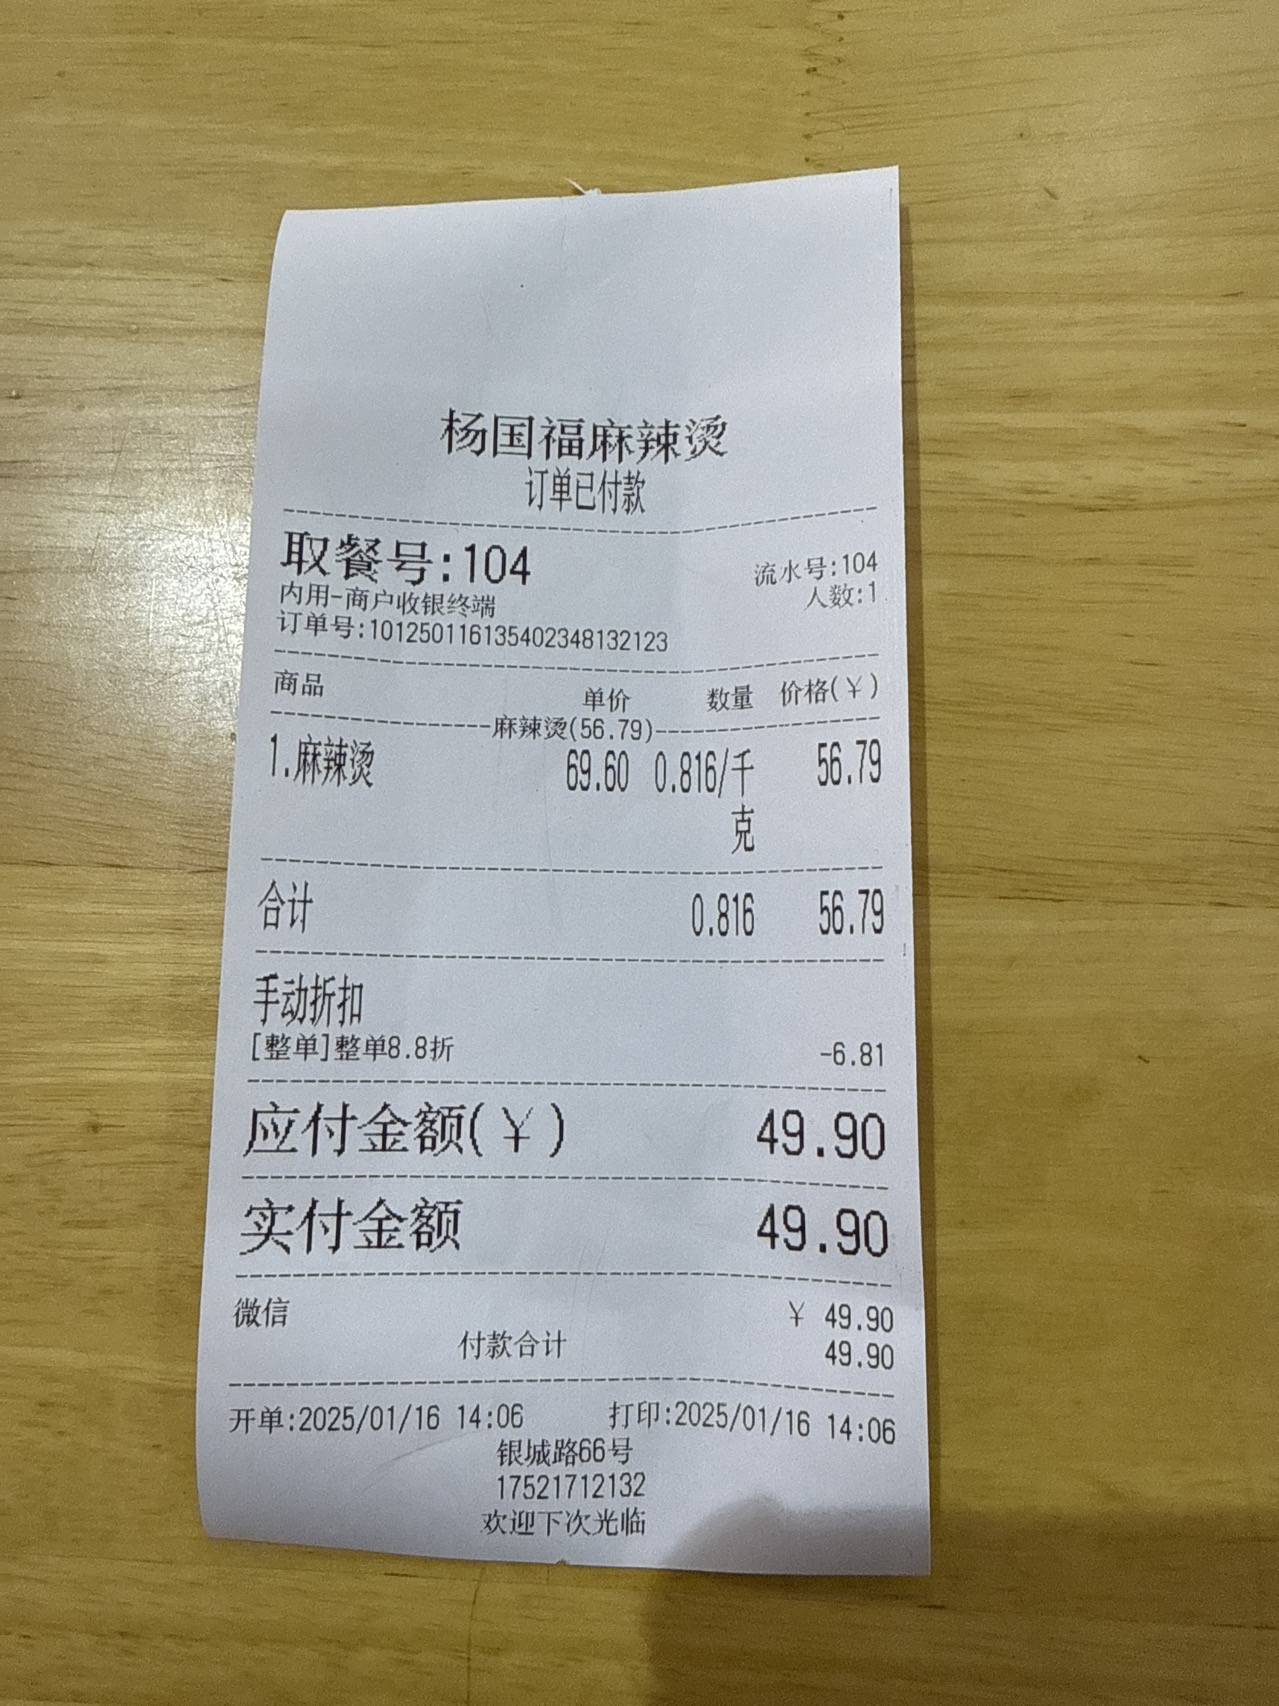 杨国福麻辣烫
订单已付款
取餐号:104
流水号:104
内用-商户收银终端
人数:1
订单号:101250116135402348132123
商品 单价 数量 价格(¥)
麻辣烫(56.79)
1.麻辣烫 69.60 0.816/千 56.79
克
合计 0.816 56.79
手动折扣
[整单]整单8.8折 -6.81
应付金额(¥) 49.90
实付金额 49.90
微信 ¥ 49.90
付款合计 49.90
开单:2025/01/16 14:06 打印:2025/01/16 14:06
银城路66号
17521712132
欢迎下次光临